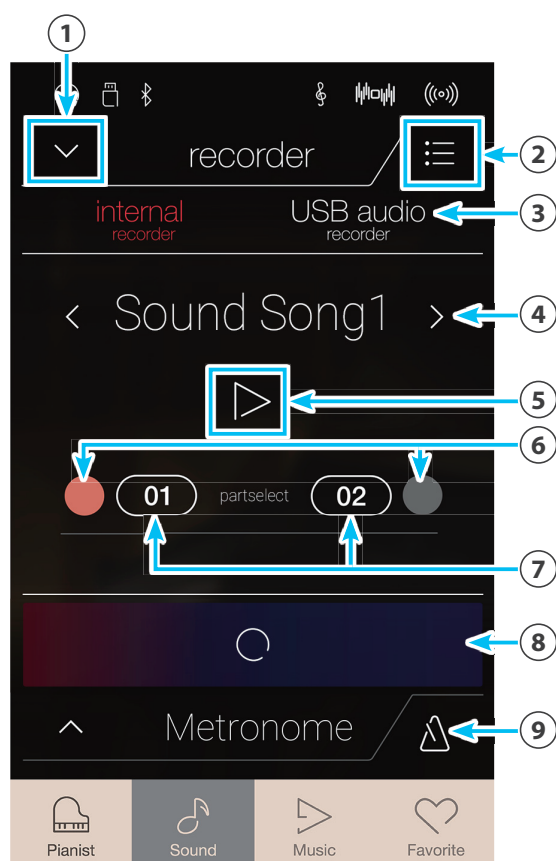 1
recorder
2
internal USB audio 3
recorder recorder
Sound Song1 4
5
6
01 partselect 02
7
8
Metronome 9
Pianist Sound Music Favorite